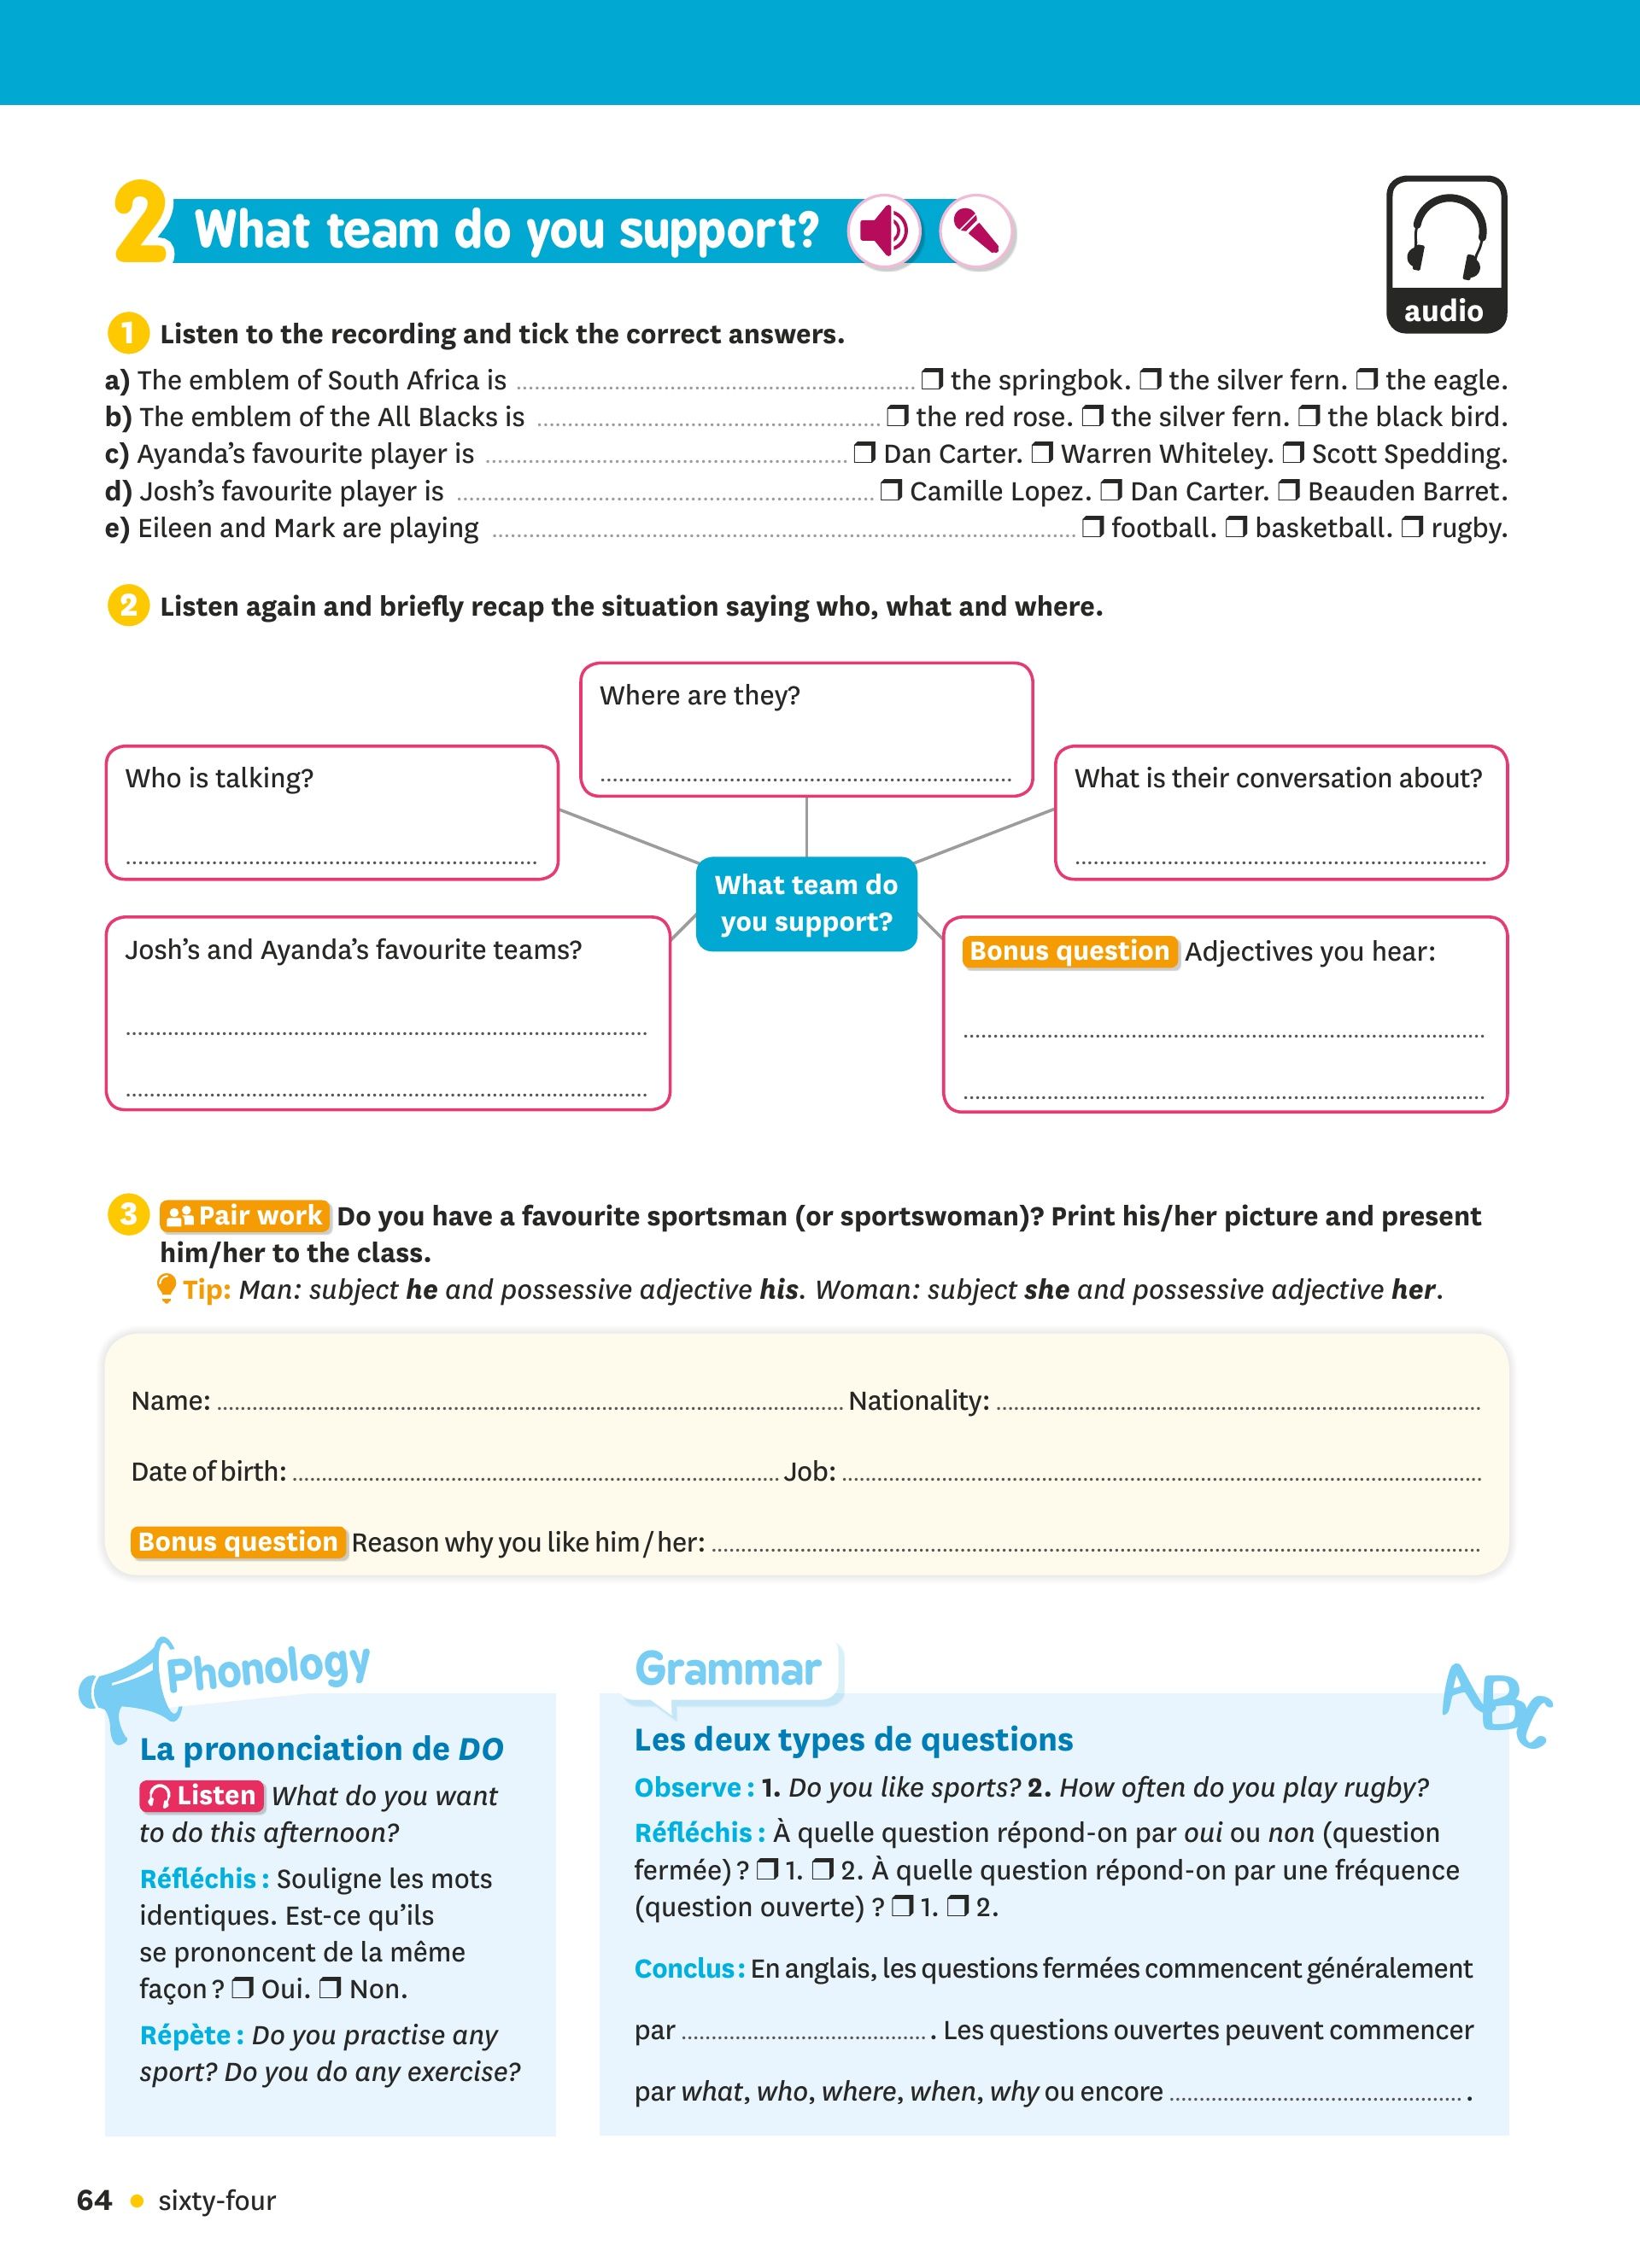 2 What team do you support?
audio
1 Listen to the recording and tick the correct answers.
a) The emblem of South Africa is ❒ the springbok. ❒ the silver fern. ❒ the eagle.
b) The emblem of the All Blacks is ❒ the red rose. ❒ the silver fern. ❒ the black bird.
c) Ayanda's favourite player is ❒ Dan Carter. ❒ Warren Whiteley. ❒ Scott Spedding.
d) Josh's favourite player is ❒ Camille Lopez. ❒ Dan Carter. ❒ Beauden Barret.
e) Eileen and Mark are playing ❒ football. ❒ basketball. ❒ rugby.
2 Listen again and briefly recap the situation saying who, what and where.
Where are they?
Who is talking?
What is their conversation about?
What team do
you support?
Josh's and Ayanda's favourite teams?
Bonus question Adjectives you hear:
3 Pair work Do you have a favourite sportsman (or sportswoman)? Print his/her picture and present
him/her to the class.
Tip: Man: subject he and possessive adjective his. Woman: subject she and possessive adjective her.
Name: Nationality:
Date of birth: Job:
Bonus question Reason why you like him/her:
Phonology
La prononciation de DO
Listen What do you want
to do this afternoon?
Réfléchis : Souligne les mots
identiques. Est-ce qu'ils
se prononcent de la même
façon ? ❒ Oui. ❒ Non.
Répète : Do you practise any
sport? Do you do any exercise?
Grammar
ABC
Les deux types de questions
Observe : 1. Do you like sports? 2. How often do you play rugby?
Réfléchis : À quelle question répond-on par oui ou non (question
fermée) ? ❒ 1. ❒ 2. À quelle question répond-on par une fréquence
(question ouverte) ? ❒ 1. ❒ 2.
Conclus : En anglais, les questions fermées commencent généralement
par . Les questions ouvertes peuvent commencer
par what, who, where, when, why ou encore .
64 • sixty-four